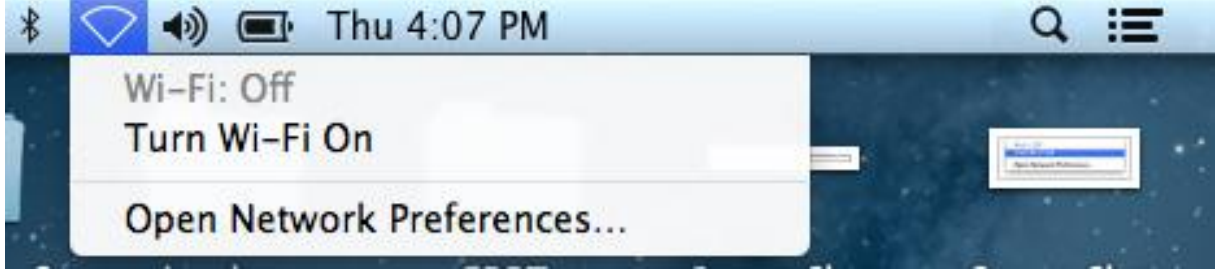 Thu 4:07 PM
Wi-Fi: Off
Turn Wi-Fi On
Open Network Preferences...